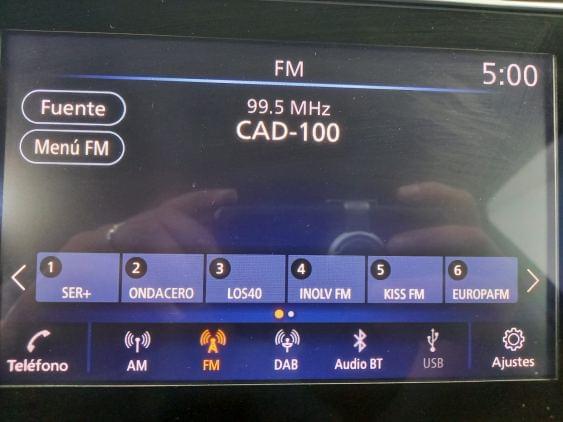 FM
5:00
Fuente
99.5 MHz
CAD-100
Menú FM
1 2 3 4 5 6
SER+ ONDACERO LOS40 INOLV FM KISS FM EUROPAFM
Teléfono AM FM DAB Audio BT USB Ajustes